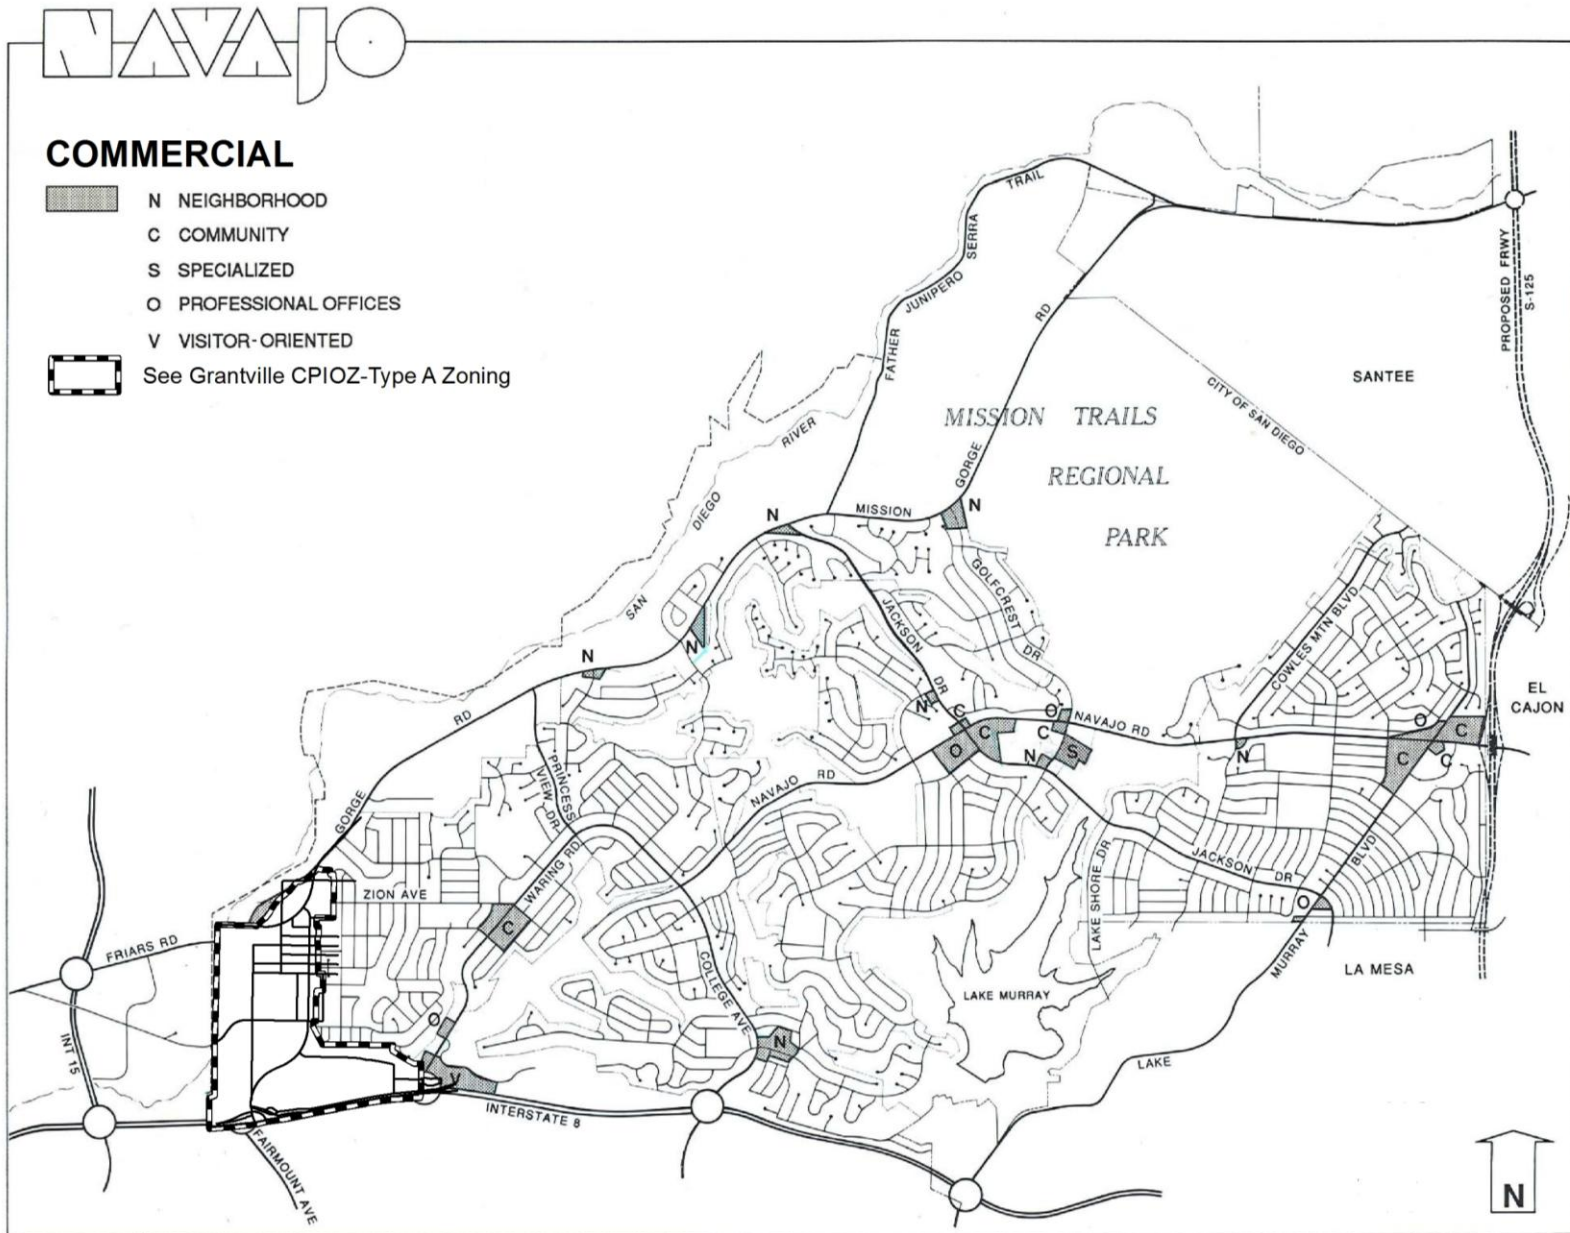 NAVAJO
COMMERCIAL
N NEIGHBORHOOD
C COMMUNITY
S SPECIALIZED
O PROFESSIONAL OFFICES
V VISITOR-ORIENTED
See Grantville CPIOZ-Type A Zoning
TRAIL
SERRA
JUNIPERO
FATHER
RD
GORGE
MISSION
PROPOSED FRWY
S-125
SANTEE
CITY OF SAN DIEGO
MISSION TRAILS
REGIONAL
PARK
RIVER
DIEGO
SAN
N
N
N
N
GOLFCREST
DR
JACKSON
DR
N
C
O
C
O
C
NAVAJO RD
S
N
COWLES MTN BLVD
EL
CAJON
O
C
C
C
N
RD
GORGE
PRINCESS
VIEW DR
NAVAJO
RD
WARING RD
ZION AVE
C
LAKE SHORE DR
JACKSON
DR
BLVD
O
MURRAY
LAKE
LA MESA
LAKE MURRAY
COLLEGE AVE
N
O
V
FRIARS RD
INT 15
INTERSTATE 8
FAIRMOUNT AVE
N